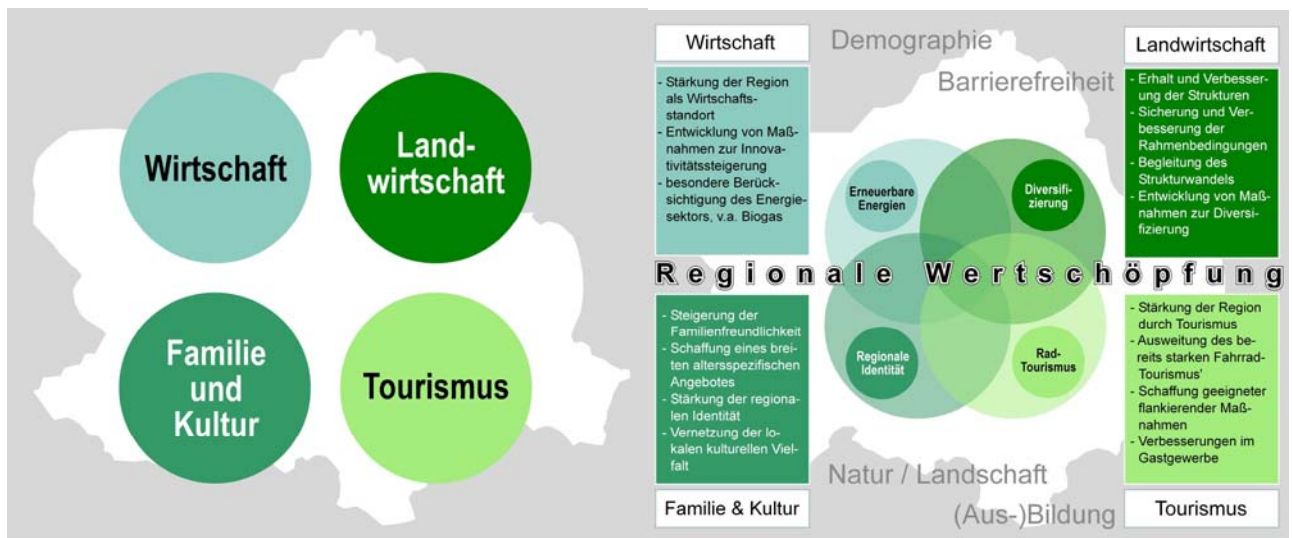 Wirtschaft
Land-
wirtschaft
Familie
und
Kultur
Tourismus
Wirtschaft
- Stärkung der Region
als Wirtschafts-
standort
- Entwicklung von Maß-
nahmen zur Innova-
tivitätssteigerung
- besondere Berück-
sichtigung des Energie-
sektors, v.a. Biogas
Demographie
Barrierefreiheit
Landwirtschaft
- Erhalt und Verbesser-
ung der Strukturen
- Sicherung und Ver-
besserung der
Rahmenbedingungen
- Begleitung des
Strukturwandels
- Entwicklung von Maß-
nahmen zur Diversi-
fizierung
Erneuerbare
Energien
Diversifi-
zierung
Regionale Wertschöpfung
- Steigerung der
Familienfreundlichkeit
- Schaffung eines brei-
ten altersspezifischen
Angebotes
- Stärkung der regiona-
len Identität
- Vernetzung der lo-
kalen kulturellen Viel-
falt
Familie & Kultur
Regionale
Identität
Rad-
Tourismus
Natur / Landschaft
(Aus-)Bildung
- Stärkung der Region
durch Tourismus
- Ausweitung des be-
reits starken Fahrrad-
Tourismus'
- Schaffung geeigneter
flankierender Maß-
nahmen
- Verbesserungen im
Gastgewerbe
Tourismus